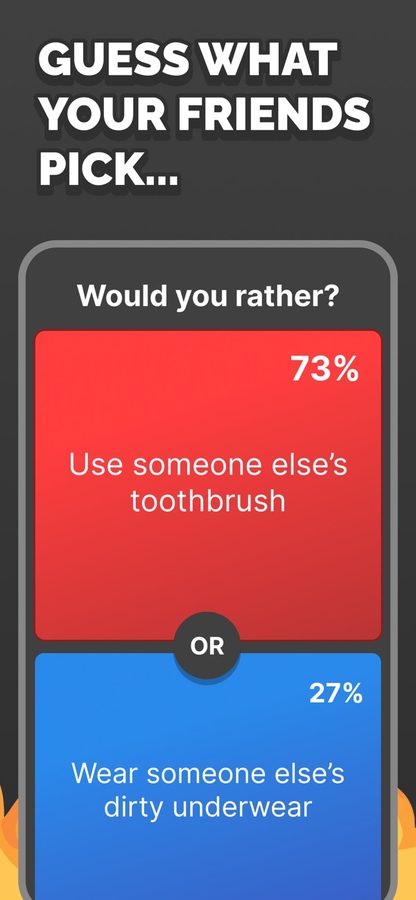 GUESS WHAT
YOUR FRIENDS
PICK...
Would you rather?
73%
Use someone else’s
toothbrush
OR
27%
Wear someone else’s
dirty underwear